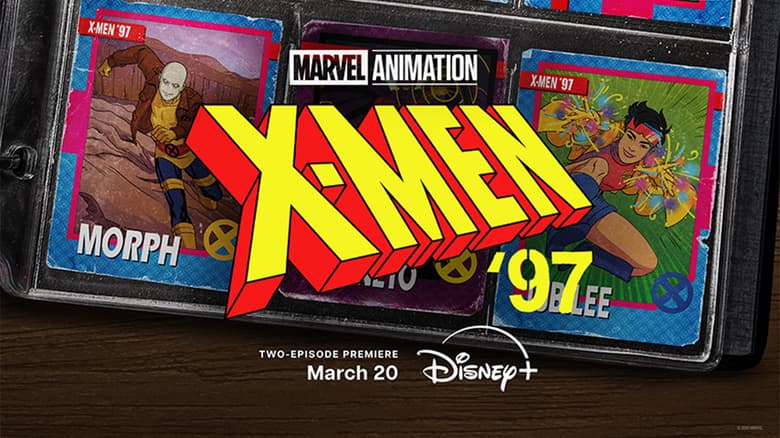 X-MEN '97
MARVEL ANIMATION
X-MEN '97
X-MEN
'97
MORPH
TWO-EPISODE PREMIERE
March 20
Disney+